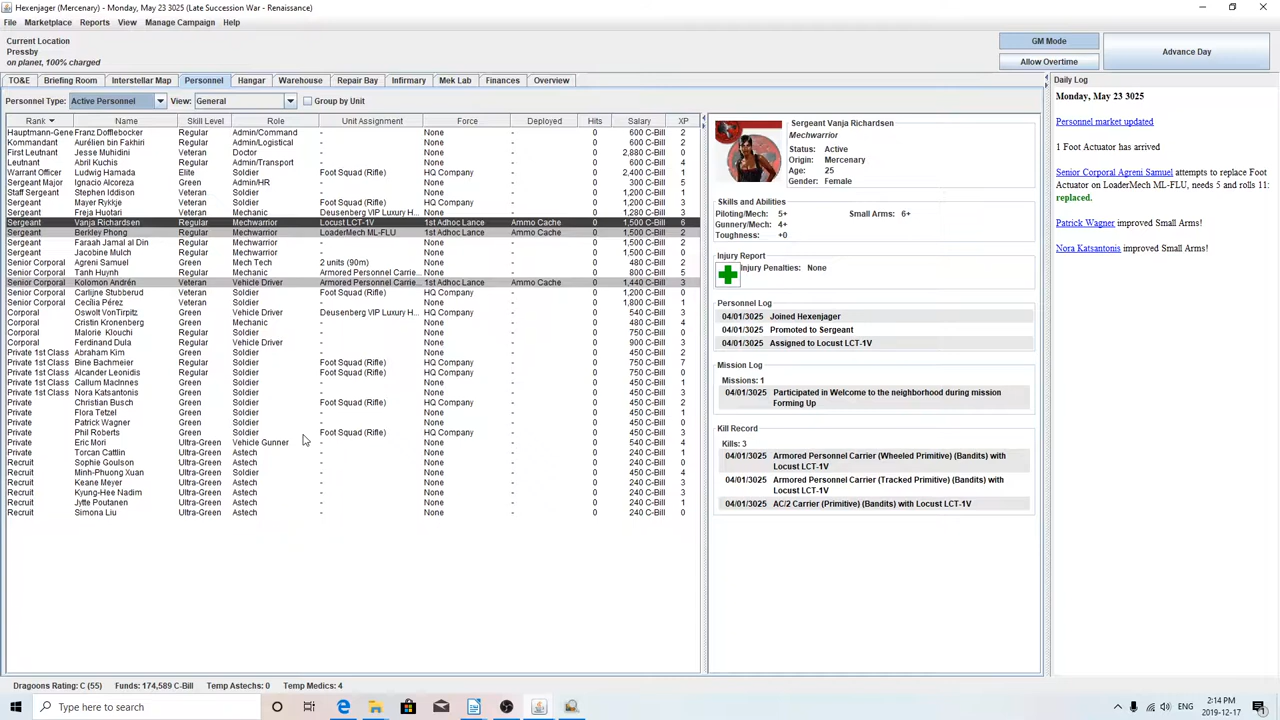 Hexenjager (Mercenary) - Monday, May 23 3025 (Late Succession War - Renaissance)
File Marketplace Reports View Manage Campaign Help
Current Location
Pressby
on planet, 100% charged
GM Mode
Allow Overtime
Advance Day
TO&E Briefing Room Interstellar Map Personnel Hangar Warehouse Repair Bay Infirmary Mek Lab Finances Overview
Personnel Type: Active Personnel View: General Group by Unit
Rank Name Skill Level Role Unit Assignment Force Deployed Hits Salary XP
Hauptmann-Gene Franz Dofflebocker Regular Admin/Command - None - 0 600 C-Bill 2
Kommandant Aurélien bin Fakhiri Regular Admin/Logistical - None - 0 600 C-Bill 2
First Leutnant Jesse Muhidini Veteran Doctor - None - 0 2,880 C-Bill 0
Leutnant Abril Kuchis Regular Admin/Transport - None - 0 600 C-Bill 4
Warrant Officer Ludwig Hamada Elite Soldier Foot Squad (Rifle) HQ Company - 0 2,400 C-Bill 1
Sergeant Major Ignacio Alcoreza Green Admin/HR - None - 0 300 C-Bill 5
Staff Sergeant Stephen Iddison Veteran Soldier - None - 0 1,200 C-Bill 0
Sergeant Mayer Rykkje Veteran Soldier Foot Squad (Rifle) HQ Company - 0 1,200 C-Bill 3
Sergeant Freja Huotari Veteran Mechanic Deusenberg VIP Luxury H... None - 0 1,280 C-Bill 3
Sergeant Vanja Richardsen Regular Mechwarrior Locust LCT-1V 1st Adhoc Lance Ammo Cache 0 1,500 C-Bill 6
Sergeant Berkley Phong Regular Mechwarrior LoaderMech ML-FLU 1st Adhoc Lance Ammo Cache 0 1,500 C-Bill 2
Sergeant Faraah Jamal al Din Regular Mechwarrior - None - 0 1,500 C-Bill 2
Sergeant Jacobine Mulch Regular Mechwarrior - None - 0 1,500 C-Bill 0
Senior Corporal Agreni Samuel Green Mech Tech 2 units (90m) None - 0 480 C-Bill 0
Senior Corporal Tanh Huynh Regular Mechanic Armored Personnel Carrie... None - 0 800 C-Bill 5
Senior Corporal Kolomon Andrén Veteran Vehicle Driver Armored Personnel Carrie... 1st Adhoc Lance Ammo Cache 0 1,440 C-Bill 3
Senior Corporal Carlijne Stubberud Veteran Soldier Foot Squad (Rifle) HQ Company - 0 1,200 C-Bill 0
Senior Corporal Cecília Pérez Veteran Soldier - None - 0 1,800 C-Bill 1
Corporal Oswolt VonTirpitz Green Vehicle Driver Deusenberg VIP Luxury H... HQ Company - 0 540 C-Bill 3
Corporal Cristin Kronenberg Green Mechanic - None - 0 480 C-Bill 4
Corporal Malorie Klouchi Regular Soldier - None - 0 750 C-Bill 0
Corporal Ferdinand Dula Regular Vehicle Driver - None - 0 900 C-Bill 3
Private 1st Class Abraham Kim Green Soldier - None - 0 450 C-Bill 2
Private 1st Class Bine Bachmeier Regular Soldier Foot Squad (Rifle) HQ Company - 0 750 C-Bill 7
Private 1st Class Alcander Leonidis Regular Soldier Foot Squad (Rifle) HQ Company - 0 750 C-Bill 0
Private 1st Class Callum MacInnes Green Soldier - None - 0 450 C-Bill 1
Private 1st Class Nora Katsantonis Green Soldier - None - 0 450 C-Bill 3
Private Christian Busch Green Soldier Foot Squad (Rifle) HQ Company - 0 450 C-Bill 2
Private Flora Tetzel Green Soldier - None - 0 450 C-Bill 1
Private Patrick Wagner Green Soldier - None - 0 450 C-Bill 0
Private Phil Roberts Green Soldier Foot Squad (Rifle) HQ Company - 0 450 C-Bill 3
Private Eric Mori Ultra-Green Vehicle Gunner - None - 0 540 C-Bill 4
Private Torcan Cattlin Ultra-Green Astech - None - 0 240 C-Bill 1
Recruit Sophie Goulson Ultra-Green Astech - None - 0 240 C-Bill 0
Recruit Minh-Phuong Xuan Ultra-Green Soldier - None - 0 450 C-Bill 4
Recruit Keane Meyer Ultra-Green Astech - None - 0 240 C-Bill 3
Recruit Kyung-Hee Nadim Ultra-Green Astech - None - 0 240 C-Bill 3
Recruit Jytte Poutanen Ultra-Green Astech - None - 0 240 C-Bill 1
Recruit Simona Liu Ultra-Green Astech - None - 0 240 C-Bill 0
Sergeant Vanja Richardsen
Mechwarrior
Status: Active
Origin: Mercenary
Age: 25
Gender: Female
Skills and Abilities
Piloting/Mech: 5+ Small Arms: 6+
Gunnery/Mech: 4+
Toughness: +0
Injury Report
Injury Penalties: None
Personnel Log
04/01/3025 Joined Hexenjager
04/01/3025 Promoted to Sergeant
04/01/3025 Assigned to Locust LCT-1V
Mission Log
Missions: 1
04/01/3025 Participated in Welcome to the neighborhood during mission
Forming Up
Kill Record
Kills: 3
04/01/3025 Armored Personnel Carrier (Wheeled Primitive) (Bandits) with
Locust LCT-1V
04/01/3025 Armored Personnel Carrier (Tracked Primitive) (Bandits) with
Locust LCT-1V
04/01/3025 AC/2 Carrier (Primitive) (Bandits) with Locust LCT-1V
Daily Log
Monday, May 23 3025
Personnel market updated
1 Foot Actuator has arrived
Senior Corporal Agreni Samuel attempts to replace Foot
Actuator on LoaderMech ML-FLU, needs 5 and rolls 11:
replaced.
Patrick Wagner improved Small Arms!
Nora Katsantonis improved Small Arms!
Dragoons Rating: C (55) Funds: 174,589 C-Bill Temp Astechs: 0 Temp Medics: 4
Type here to search
ENG
2:14 PM
2019-12-17